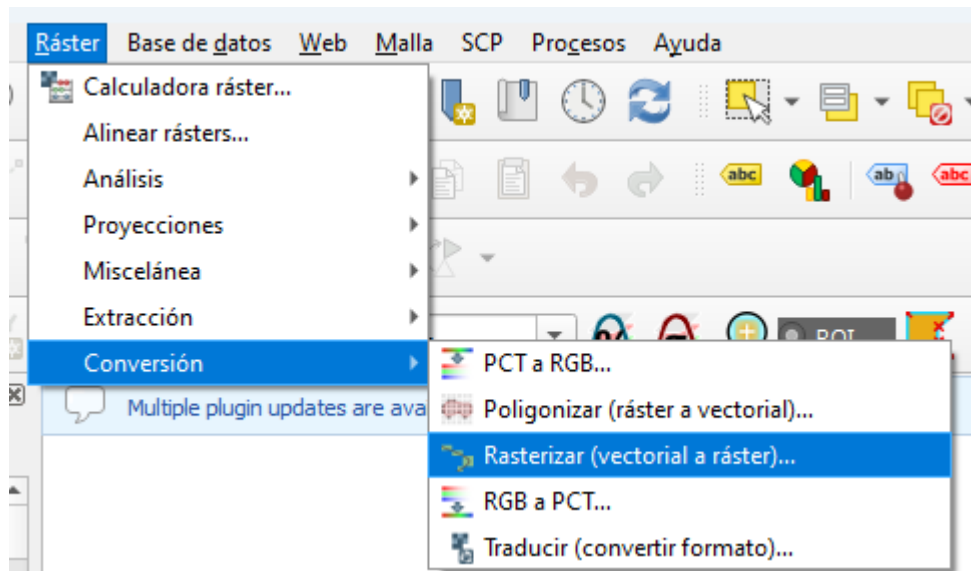 Ráster Base de datos Web Malla SCP Procesos Ayuda
Calculadora ráster...
Alinear rásters...
Análisis
Proyecciones
Miscelánea
Extracción
Conversión
abc
ab
abc
PCT a RGB...
Poligonizar (ráster a vectorial)...
Rasterizar (vectorial a ráster)...
RGB a PCT...
Traducir (convertir formato)...
Multiple plugin updates are ava